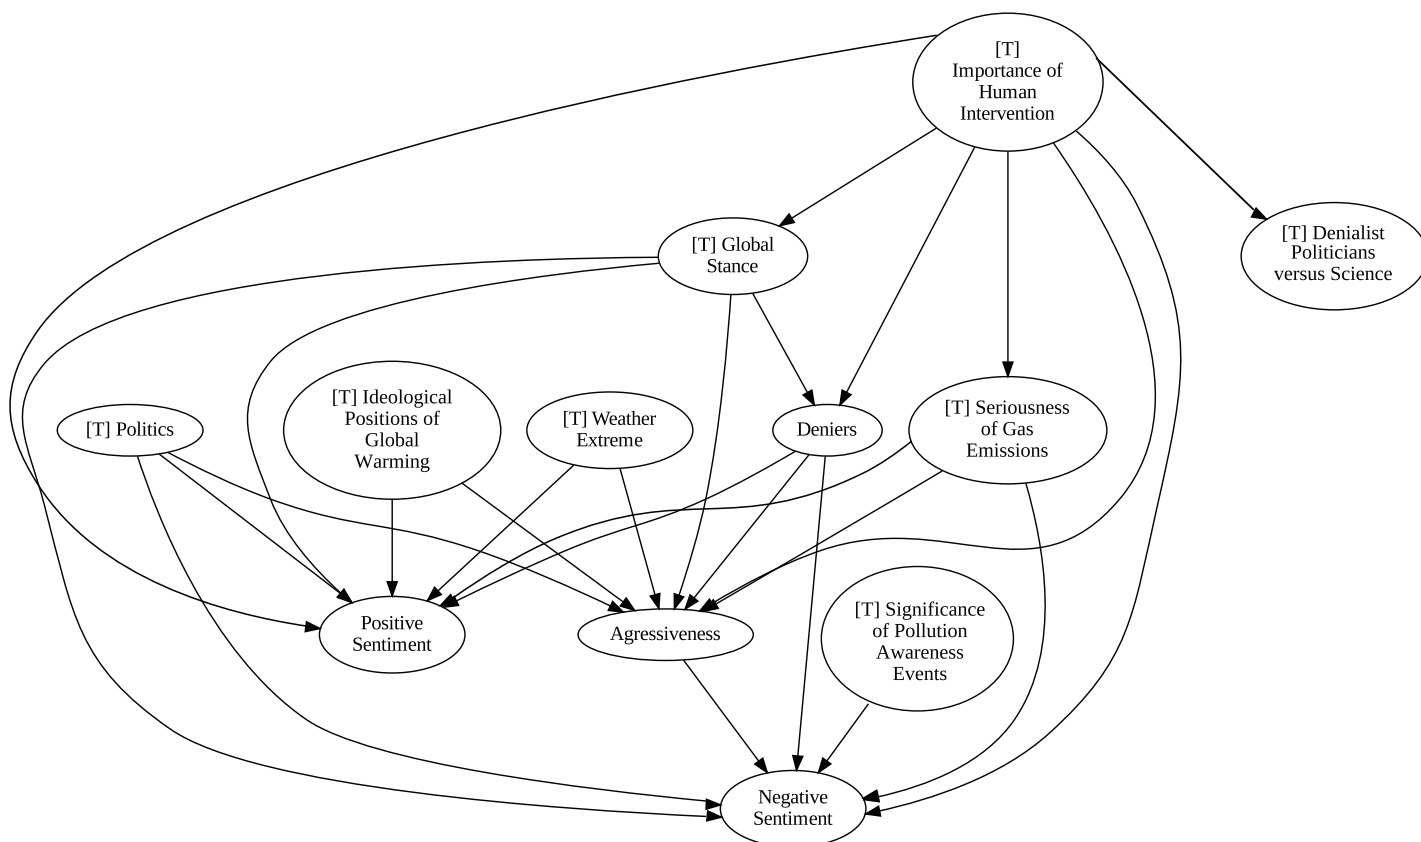 [T]
Importance of
Human
Intervention
[T] Global
Stance
[T] Denialist
Politicians
versus Science
[T] Politics
[T] Ideological
Positions of
Global
Warming
[T] Weather
Extreme
Deniers
[T] Seriousness
of Gas
Emissions
Positive
Sentiment
Agressiveness
[T] Significance
of Pollution
Awareness
Events
Negative
Sentiment